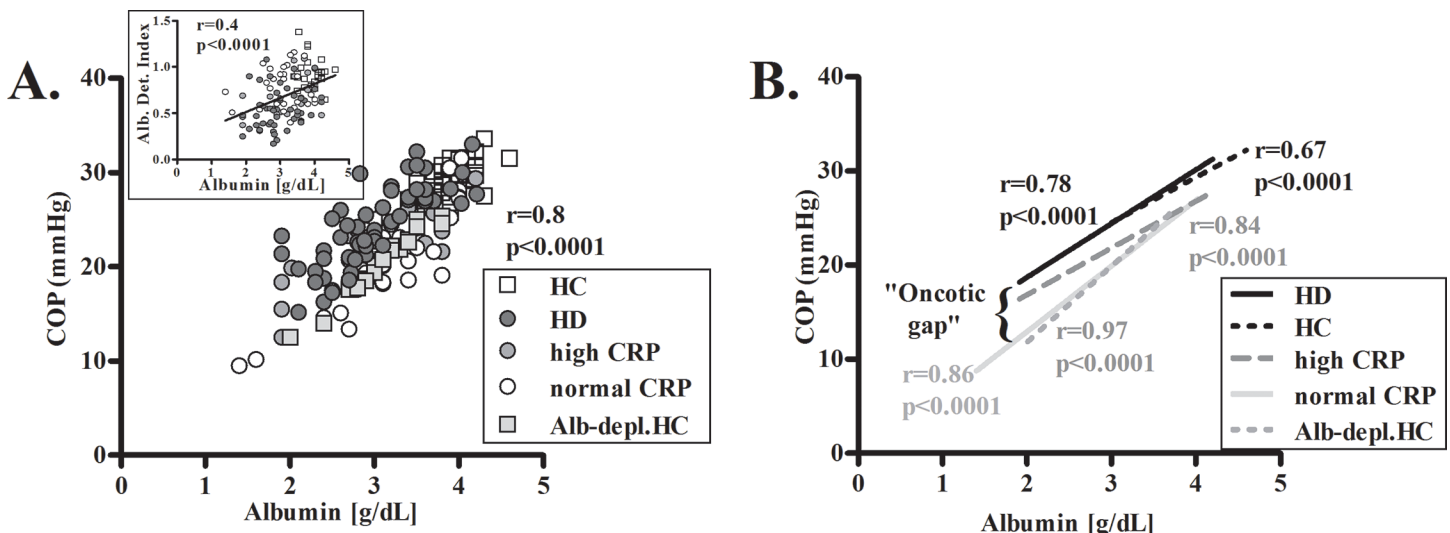 A.
r=0.4
p<0.0001
Alb. Det. Index
1.5
1.0
0.5
0.0
0 1 2 3 4 5
Albumin [g/dL]
COP (mmHg)
40
30
20
10
0
r=0.8
p<0.0001
HC
HD
high CRP
normal CRP
Alb-depl.HC
0 1 2 3 4 5
Albumin [g/dL]
B.
COP (mmHg)
40
30
20
10
0
r=0.78
p<0.0001
r=0.67
p<0.0001
r=0.84
p<0.0001
"Oncotic
gap"
r=0.97
p<0.0001
r=0.86
p<0.0001
HD
HC
high CRP
normal CRP
Alb-depl.HC
0 1 2 3 4 5
Albumin [g/dL]